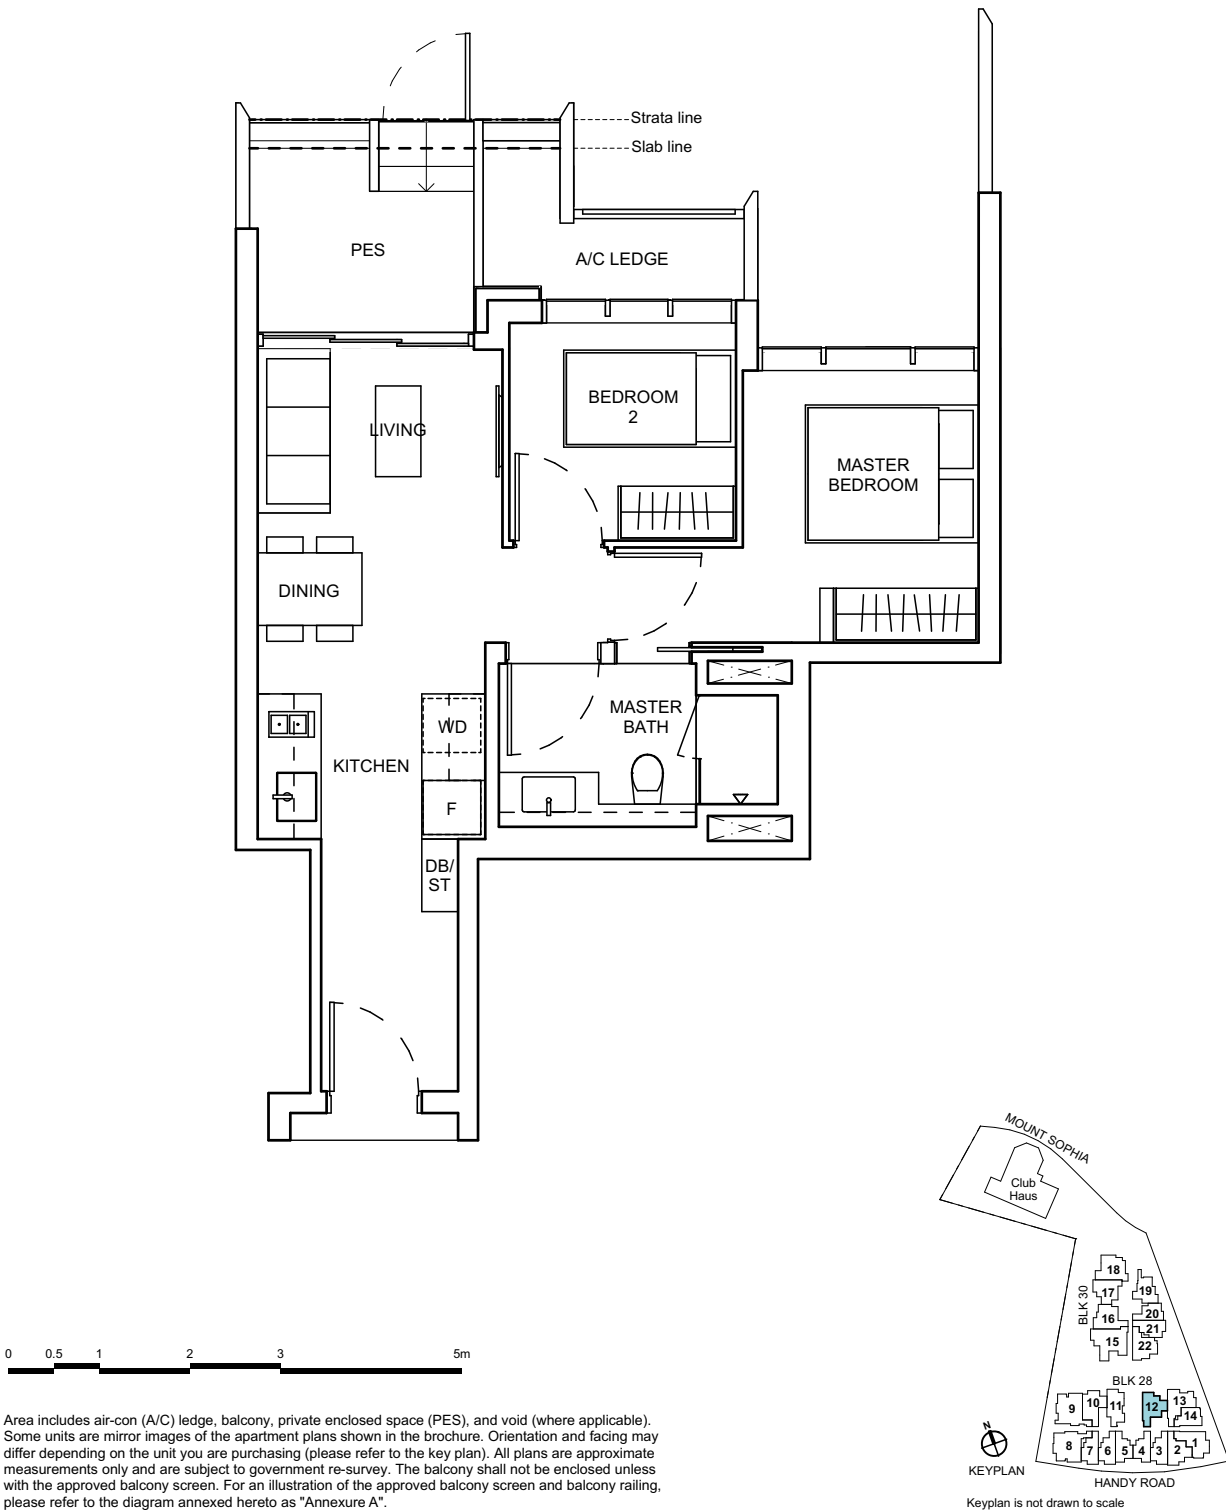 Strata line
Slab line
PES
A/C LEDGE
BEDROOM
2
LIVING
MASTER
BEDROOM
DINING
MASTER
BATH
WD
KITCHEN
F
DB/
ST
MOUNT SOPHIA
Club
Haus
18
17
19
BLK 30
16
20
21
15
22
BLK 28
9
10
11
12
13
14
8
7
6
5
4
3
2
1
N
KEYPLAN
HANDY ROAD
Keyplan is not drawn to scale
0 0.5 1 2 3 5m
Area includes air-con (A/C) ledge, balcony, private enclosed space (PES), and void (where applicable).
Some units are mirror images of the apartment plans shown in the brochure. Orientation and facing may
differ depending on the unit you are purchasing (please refer to the key plan). All plans are approximate
measurements only and are subject to government re-survey. The balcony shall not be enclosed unless
with the approved balcony screen. For an illustration of the approved balcony screen and balcony railing,
please refer to the diagram annexed hereto as "Annexure A".